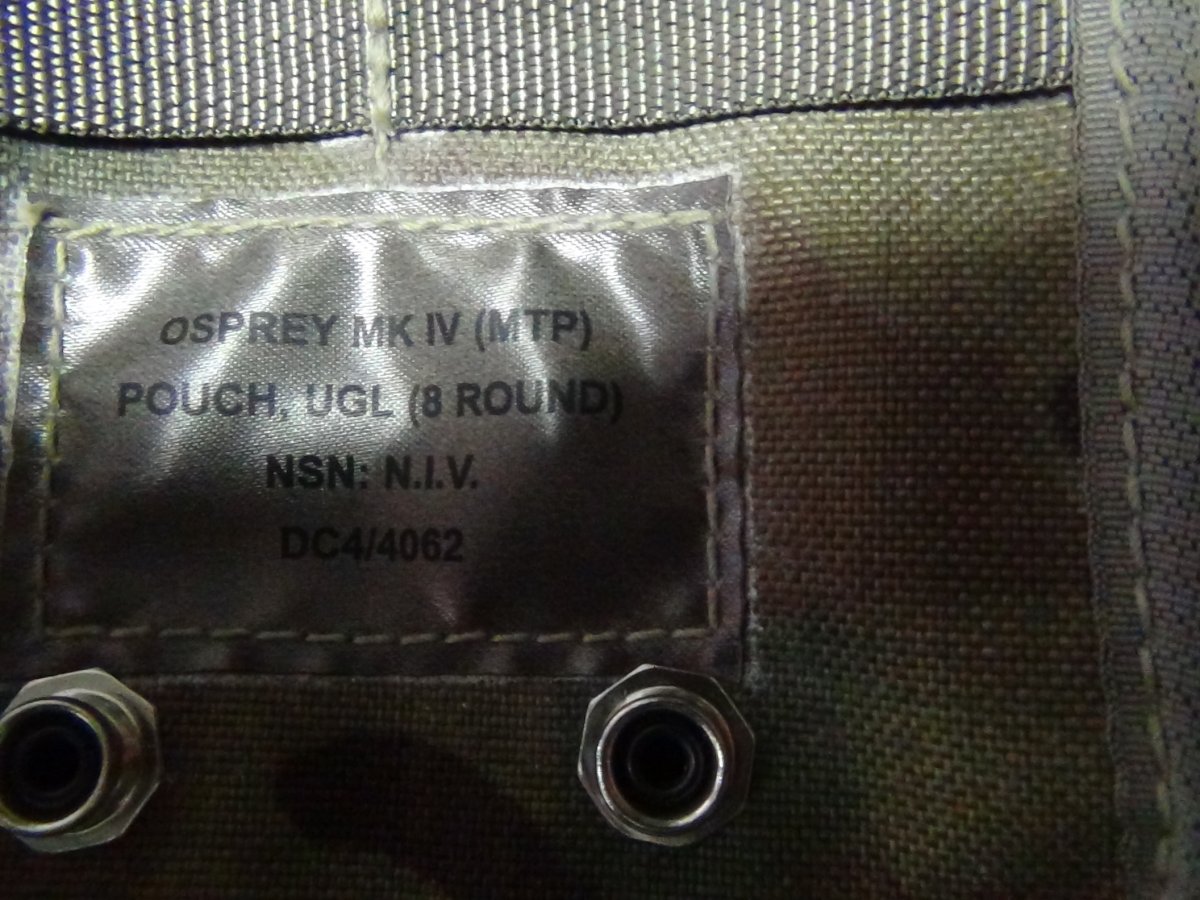 OSPREY MK IV (MTP)
POUCH, UGL (8 ROUND)
NSN: N.I.V.
DC4/4062